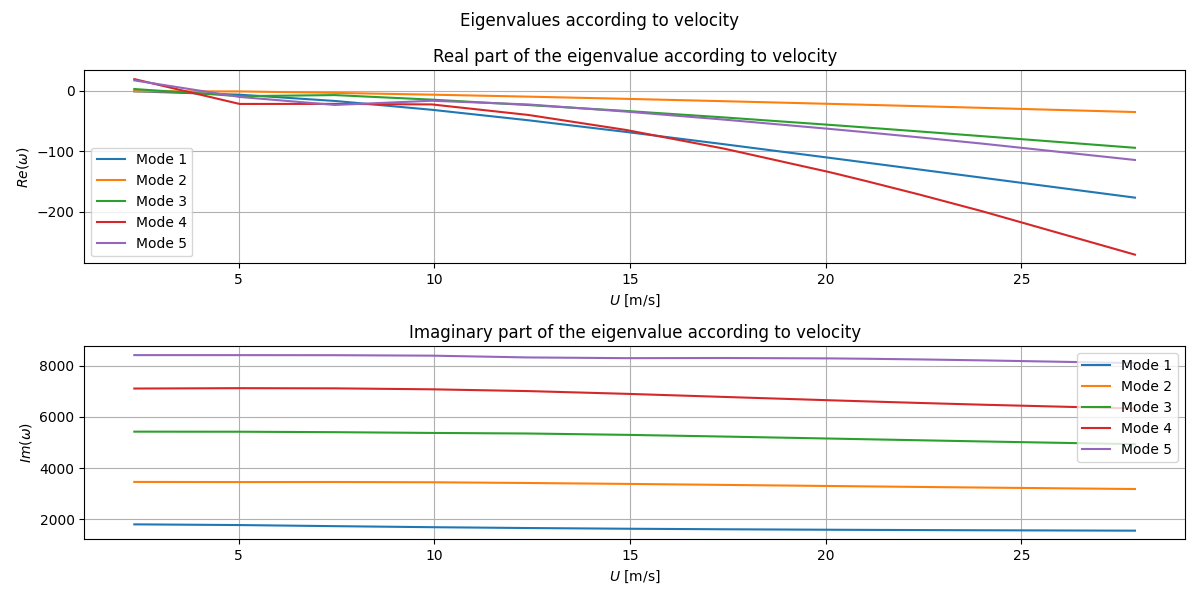 Eigenvalues according to velocity
Real part of the eigenvalue according to velocity
Re(ω)
0
−100
−200
Mode 1
Mode 2
Mode 3
Mode 4
Mode 5
5 10 15 20 25
U [m/s]
Imaginary part of the eigenvalue according to velocity
Im(ω)
8000
6000
4000
2000
Mode 1
Mode 2
Mode 3
Mode 4
Mode 5
5 10 15 20 25
U [m/s]